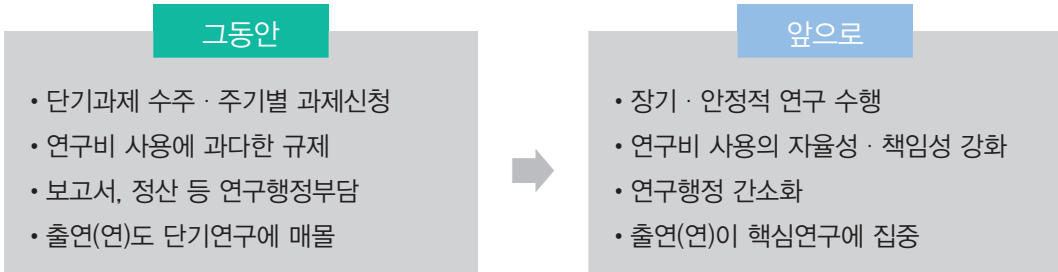 그동안
• 단기과제 수주 · 주기별 과제신청
• 연구비 사용에 과다한 규제
• 보고서, 정산 등 연구행정부담
• 출연(연)도 단기연구에 매몰
앞으로
• 장기 · 안정적 연구 수행
• 연구비 사용의 자율성 · 책임성 강화
• 연구행정 간소화
• 출연(연)이 핵심연구에 집중